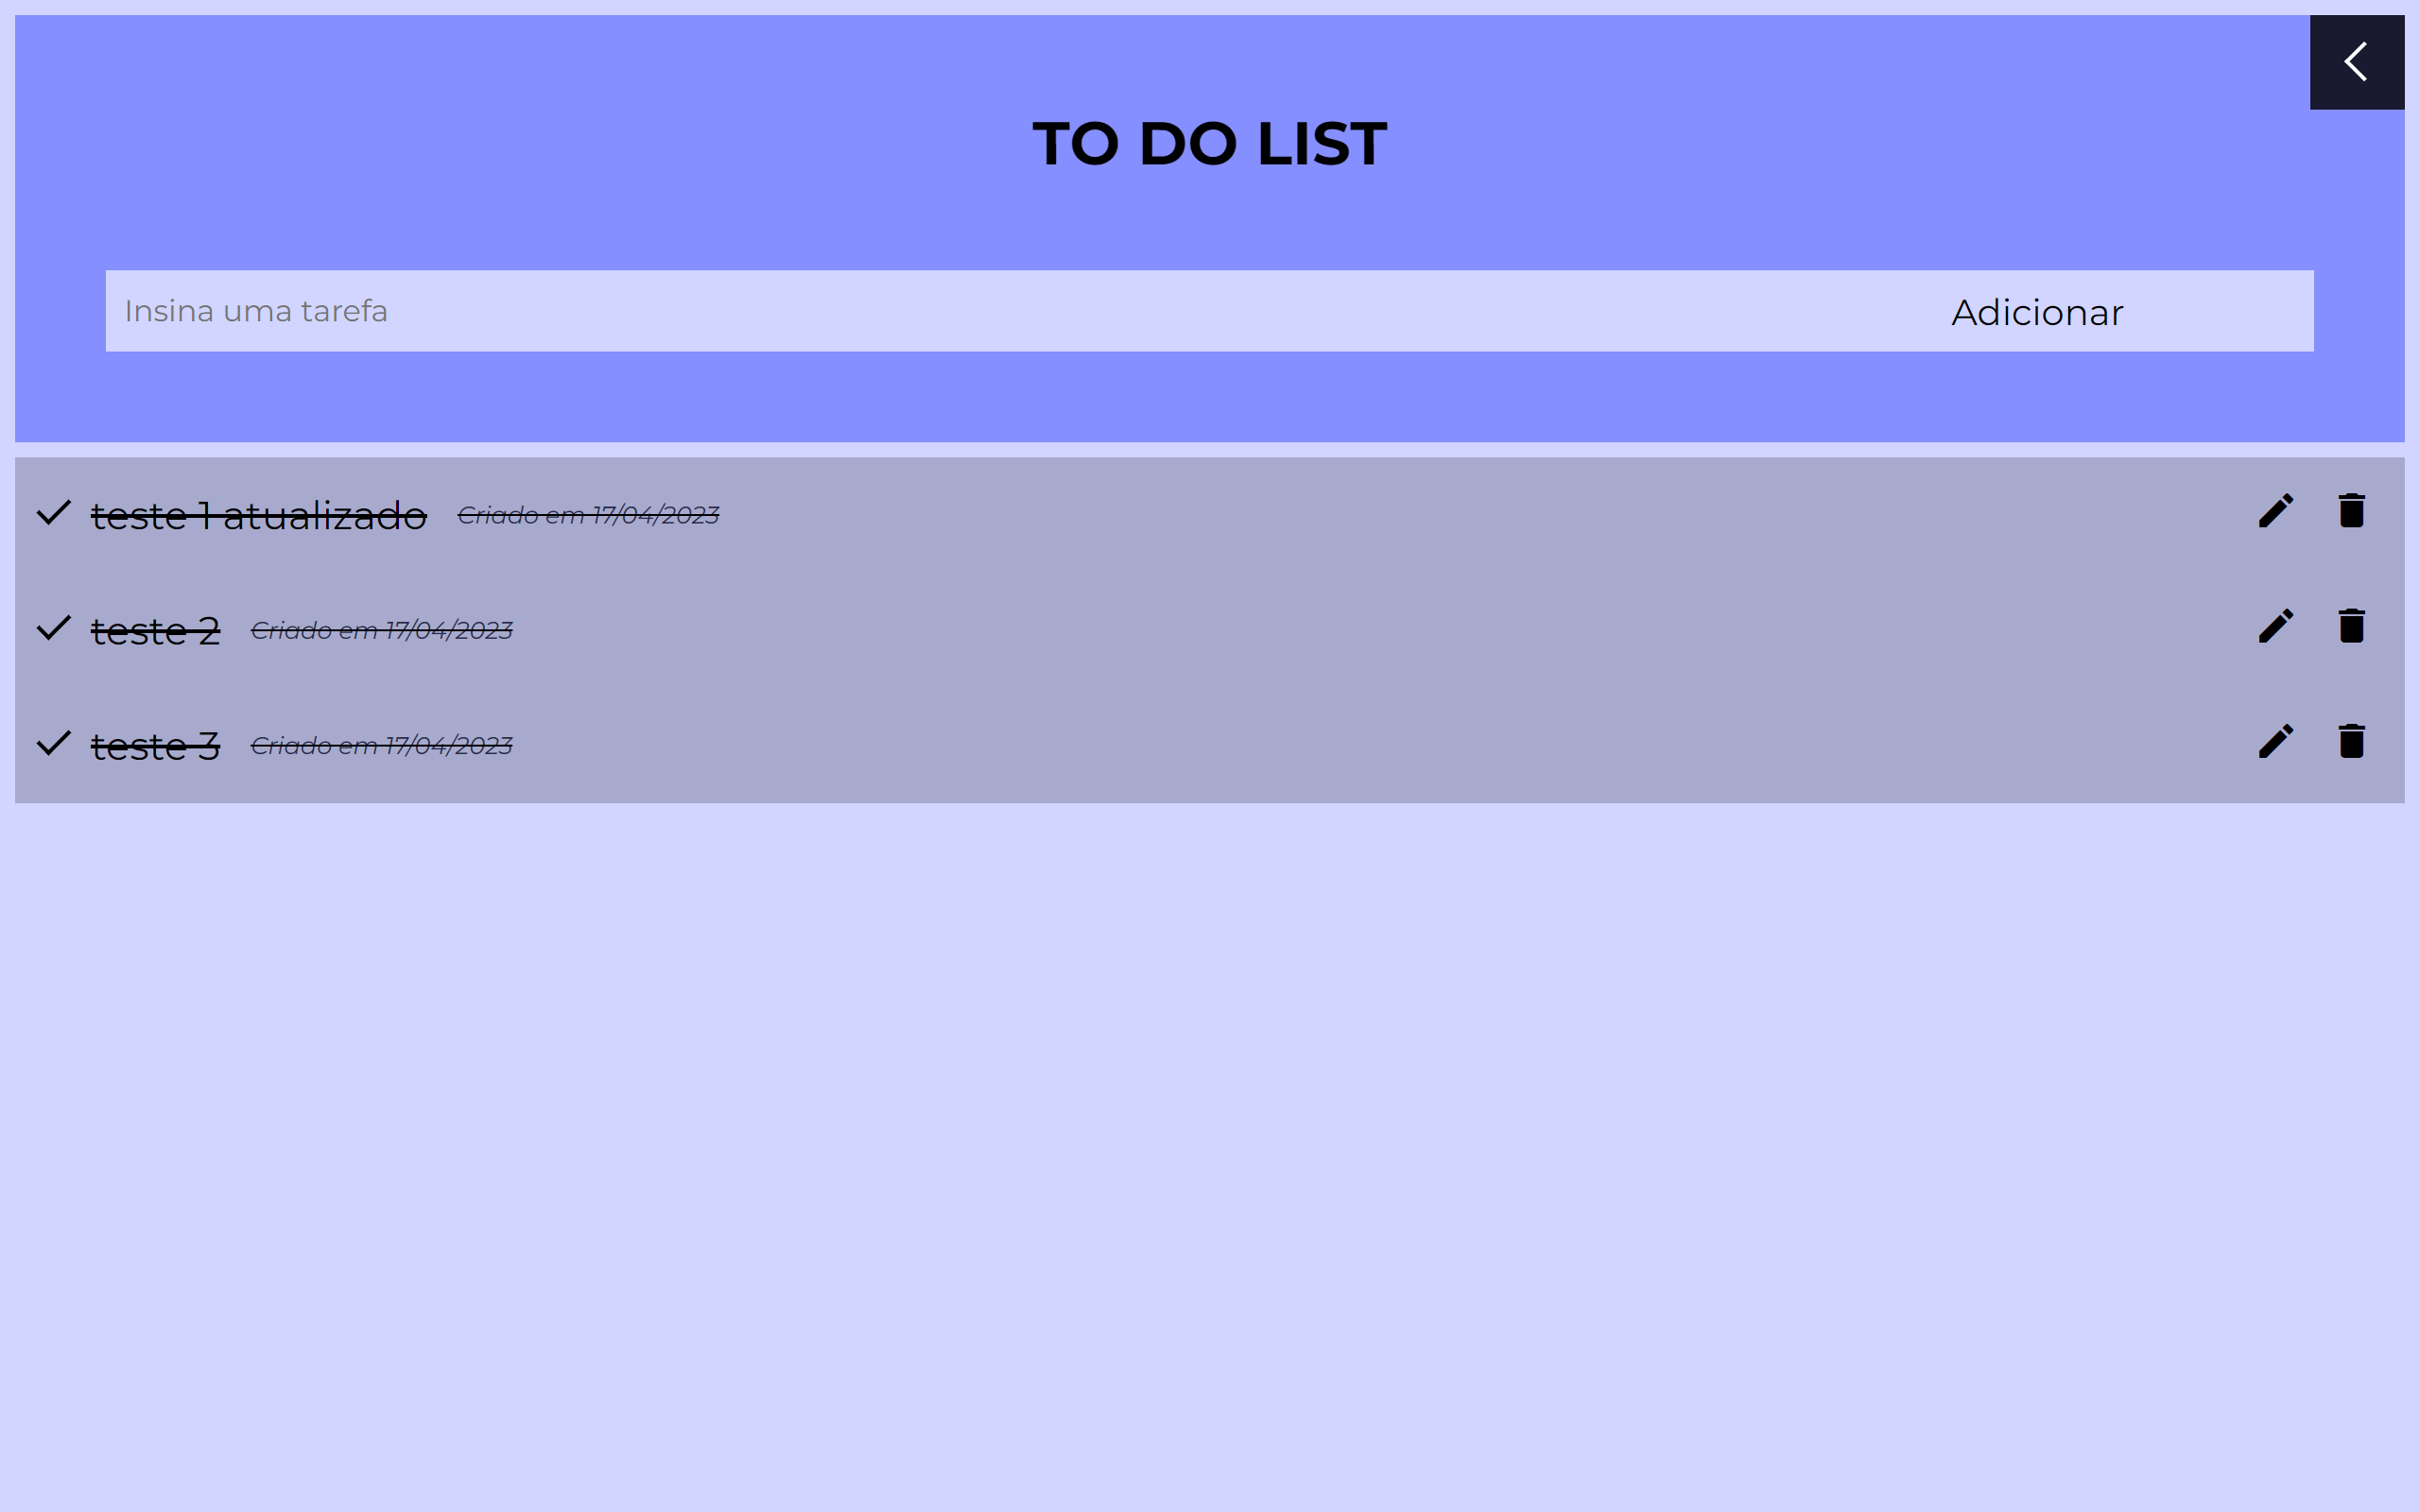 TO DO LIST
Insina uma tarefa
Adicionar
teste 1 atualizado Criado em 17/04/2023
teste 2 Criado em 17/04/2023
teste 3 Criado em 17/04/2023